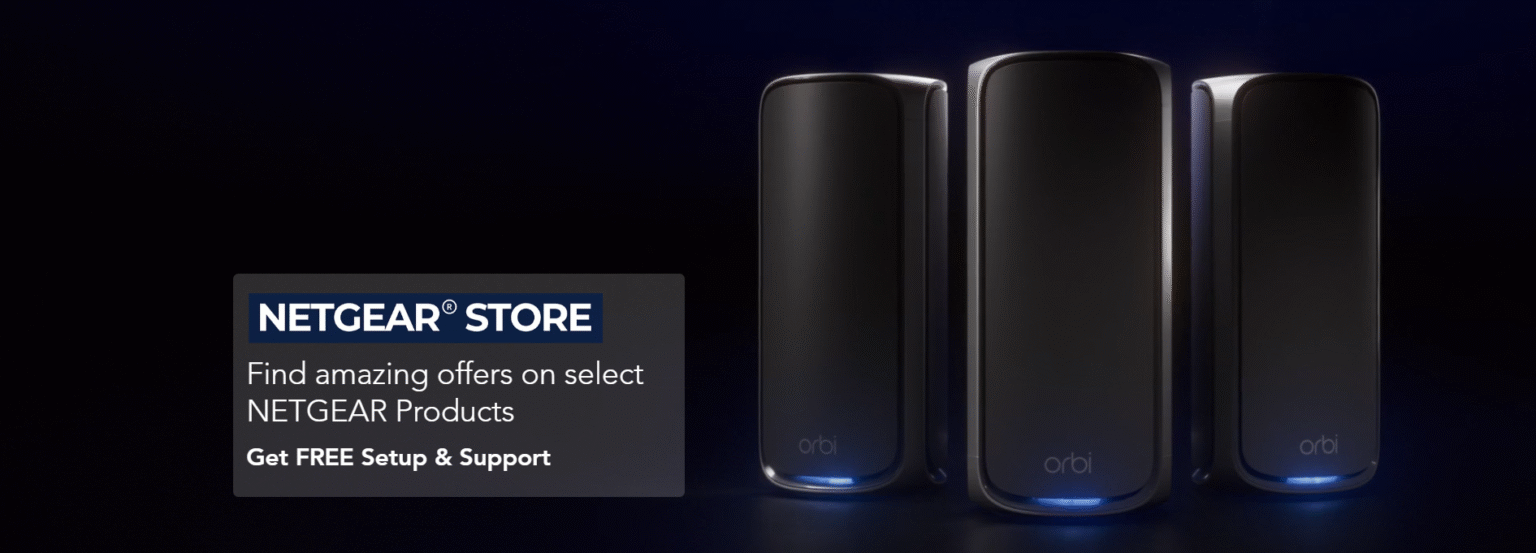 NETGEAR® STORE
Find amazing offers on select
NETGEAR Products
Get FREE Setup & Support
orbi
orbi
orbi